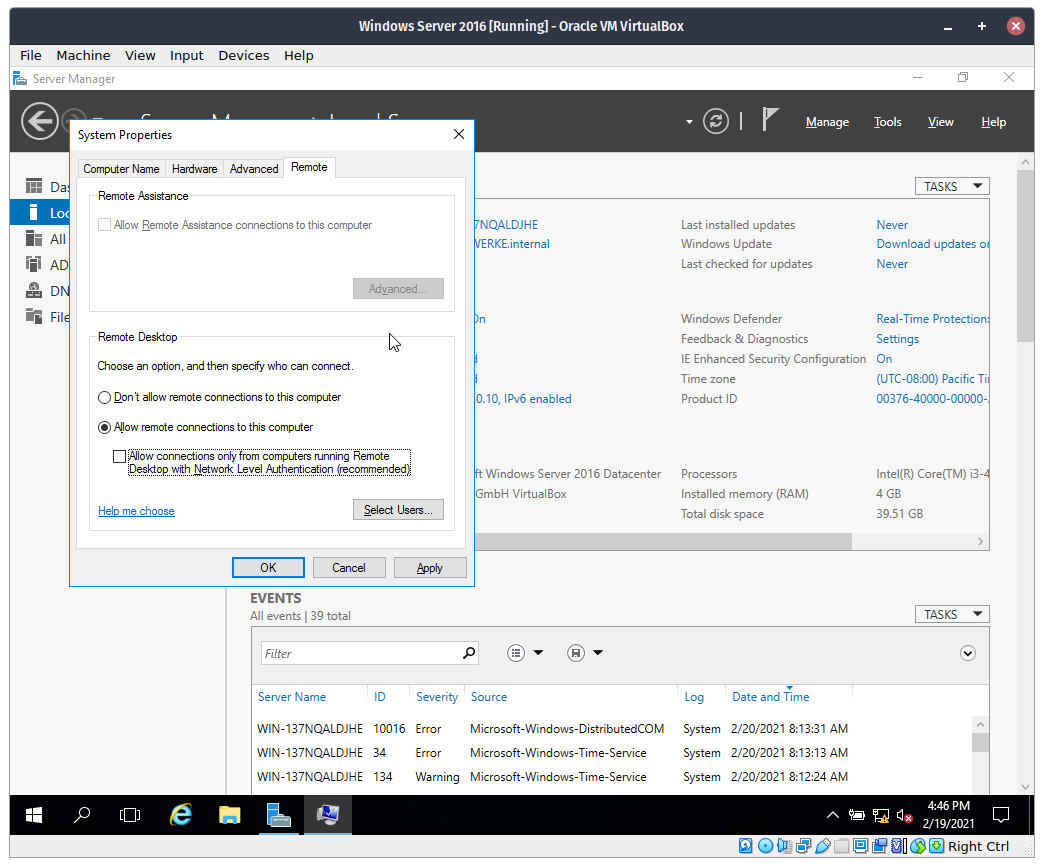 Windows Server 2016 [Running] - Oracle VM VirtualBox
File Machine View Input Devices Help
Server Manager
Manage Tools View Help
System Properties
Computer Name Hardware Advanced Remote
Remote Assistance
Allow Remote Assistance connections to this computer
Advanced...
Remote Desktop
Choose an option, and then specify who can connect.
Don't allow remote connections to this computer
Allow remote connections to this computer
Allow connections only from computers running Remote
Desktop with Network Level Authentication (recommended)
Help me choose
Select Users...
OK Cancel Apply
Das
Loc
All
AD
DN
File
TASKS
7NQALDJHE Last installed updates Never
WERKE.internal Windows Update Download updates or
Last checked for updates Never
On Windows Defender Real-Time Protection:
Feedback & Diagnostics Settings
d IE Enhanced Security Configuration On
d Time zone (UTC-08:00) Pacific Ti
.0.10, IPv6 enabled Product ID 00376-40000-00000-
ft Windows Server 2016 Datacenter Processors Intel(R) Core(TM) i3-4
GmbH VirtualBox Installed memory (RAM) 4 GB
Total disk space 39.51 GB
EVENTS
All events | 39 total
TASKS
Filter
Server Name ID Severity Source Log Date and Time
WIN-137NQALDJHE 10016 Error Microsoft-Windows-DistributedCOM System 2/20/2021 8:13:31 AM
WIN-137NQALDJHE 34 Error Microsoft-Windows-Time-Service System 2/20/2021 8:13:13 AM
WIN-137NQALDJHE 134 Warning Microsoft-Windows-Time-Service System 2/20/2021 8:12:24 AM
4:46 PM
2/19/2021
Right Ctrl